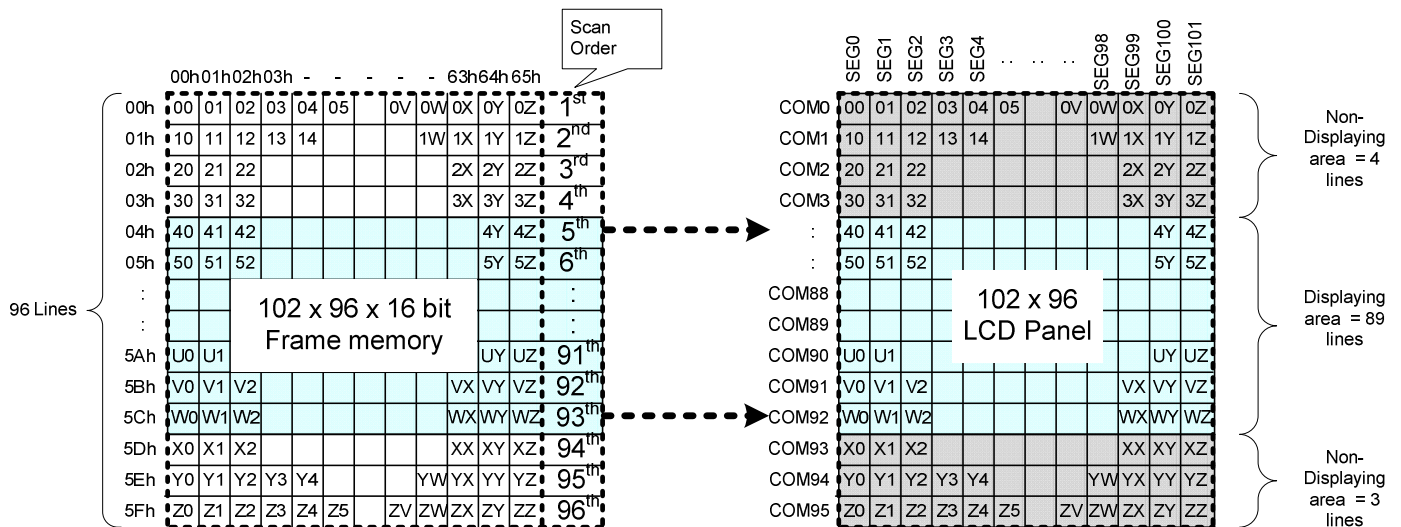 Scan
Order
00h 01h 02h 03h - - - - - 63h 64h 65h
SEG0 SEG1 SEG2 SEG3 SEG4 .. .. .. SEG98 SEG99 SEG100 SEG101
00h 00 01 02 03 04 05 0V 0W 0X 0Y 0Z 1st
01h 10 11 12 13 14 1W 1X 1Y 1Z 2nd
02h 20 21 22 2X 2Y 2Z 3rd
03h 30 31 32 3X 3Y 3Z 4th
04h 40 41 42 4Y 4Z 5th
05h 50 51 52 5Y 5Z 6th
: :
: :
5Ah U0 U1 UY UZ 91th
5Bh V0 V1 V2 VX VY VZ 92th
5Ch W0 W1 W2 WX WY WZ 93th
5Dh X0 X1 X2 XX XY XZ 94th
5Eh Y0 Y1 Y2 Y3 Y4 YW YX YY YZ 95th
5Fh Z0 Z1 Z2 Z3 Z4 Z5 ZV ZW ZX ZY ZZ 96th
96 Lines
102 x 96 x 16 bit
Frame memory
COM0 00 01 02 03 04 05 0V 0W 0X 0Y 0Z
COM1 10 11 12 13 14 1W 1X 1Y 1Z
COM2 20 21 22 2X 2Y 2Z
COM3 30 31 32 3X 3Y 3Z
: 40 41 42 4Y 4Z
: 50 51 52 5Y 5Z
COM88
COM89
COM90 U0 U1 UY UZ
COM91 V0 V1 V2 VX VY VZ
COM92 W0 W1 W2 WX WY WZ
COM93 X0 X1 X2 XX XY XZ
COM94 Y0 Y1 Y2 Y3 Y4 YW YX YY YZ
COM95 Z0 Z1 Z2 Z3 Z4 Z5 ZV ZW ZX ZY ZZ
102 x 96
LCD Panel
Non-
Displaying
area = 4
lines
Displaying
area = 89
lines
Non-
Displaying
area = 3
lines